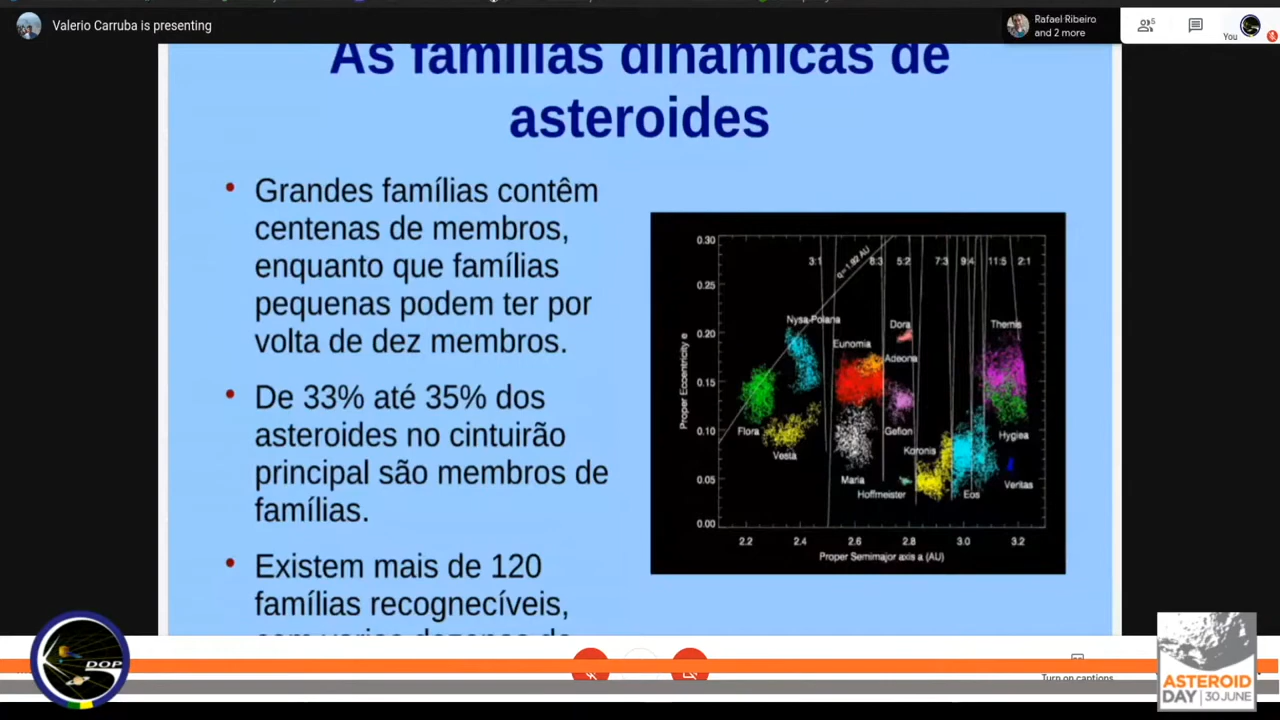 Valerio Carruba is presenting
Rafael Ribeiro
and 2 more
5
You
As famílias dinâmicas de
asteroides
• Grandes famílias contêm
centenas de membros,
enquanto que famílias
pequenas podem ter por
volta de dez membros.
• De 33% até 35% dos
asteroides no cintuirão
principal são membros de
famílias.
• Existem mais de 120
famílias recognecíveis,
0.30
0.25
0.20
0.15
0.10
0.05
0.00
Proper Eccentricity e
3:1
q=1.92 AU
8:3
5:2
7:3
9:4
11:5
2:1
Nysa-Polana
Dora
Themis
Eunomia
Adeona
Flora
Vesta
Gefion
Hygiea
Koronis
Maria
Hoffmeister
Eos
Veritas
2.2
2.4
2.6
2.8
3.0
3.2
Proper Semimajor axis a (AU)
Turn on captions
DOPS
ASTEROID
DAY | 30 JUNE